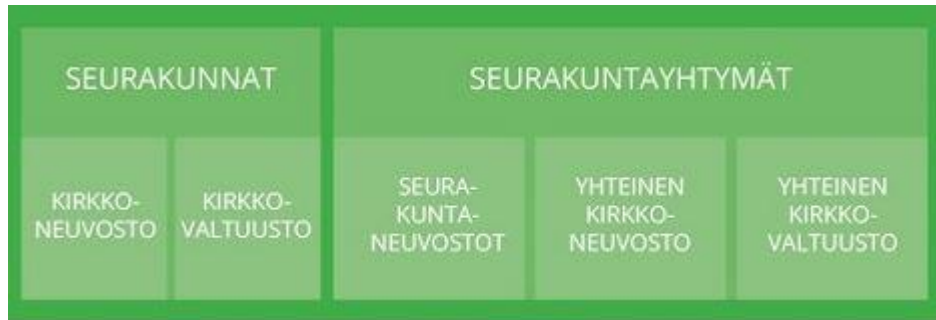 SEURAKUNNAT
SEURAKUNTAYHTYMÄT
KIRKKO-
NEUVOSTO
KIRKKO-
VALTUUSTO
SEURA-
KUNTA-
NEUVOSTOT
YHTEINEN
KIRKKO-
NEUVOSTO
YHTEINEN
KIRKKO-
VALTUUSTO